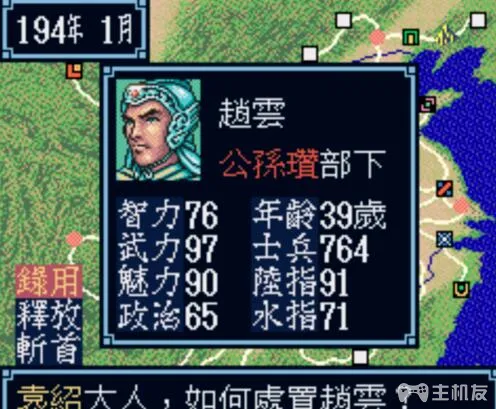 194年 1月
趙雲
公孫瓚部下
智力76 年齡39歲
武力97 士兵764
魅力90 陸指91
政治65 水指71
錄用
釋放
斬首
袁紹大人，如何處置趙雲
主机友